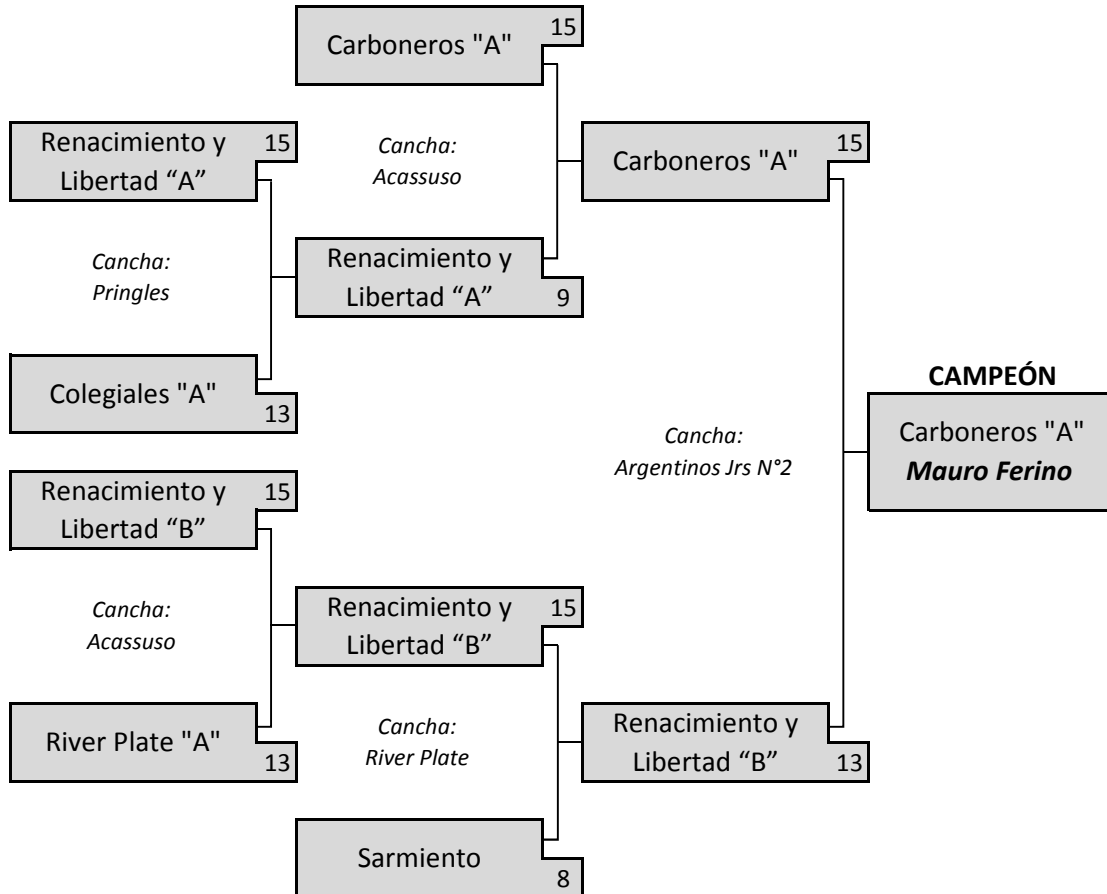 Carboneros "A"
15
Renacimiento y
Libertad “A”
15
Cancha:
Acassuso
Carboneros "A"
15
Cancha:
Pringles
Renacimiento y
Libertad “A”
9
Colegiales "A"
13
CAMPEÓN
Carboneros "A"
Mauro Ferino
Cancha:
Argentinos Jrs N°2
Renacimiento y
Libertad “B”
15
Cancha:
Acassuso
Renacimiento y
Libertad “B”
15
River Plate "A"
13
Cancha:
River Plate
Renacimiento y
Libertad “B”
13
Sarmiento
8